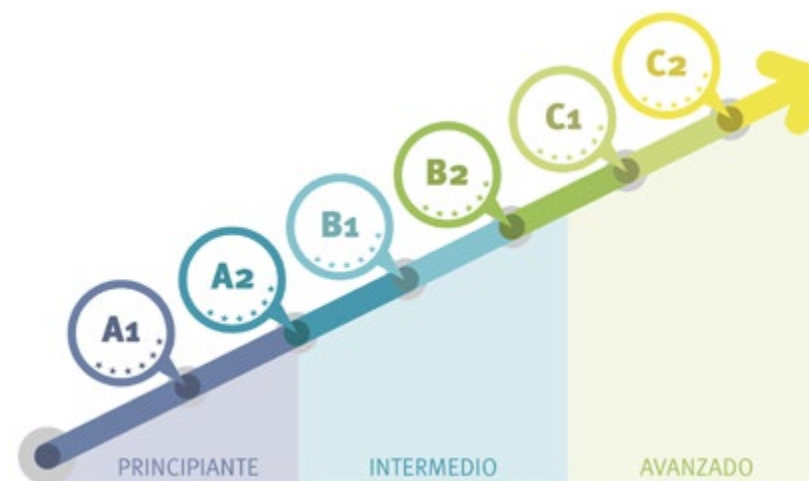 A1
A2
B1
B2
C1
C2
PRINCIPIANTE
INTERMEDIO
AVANZADO